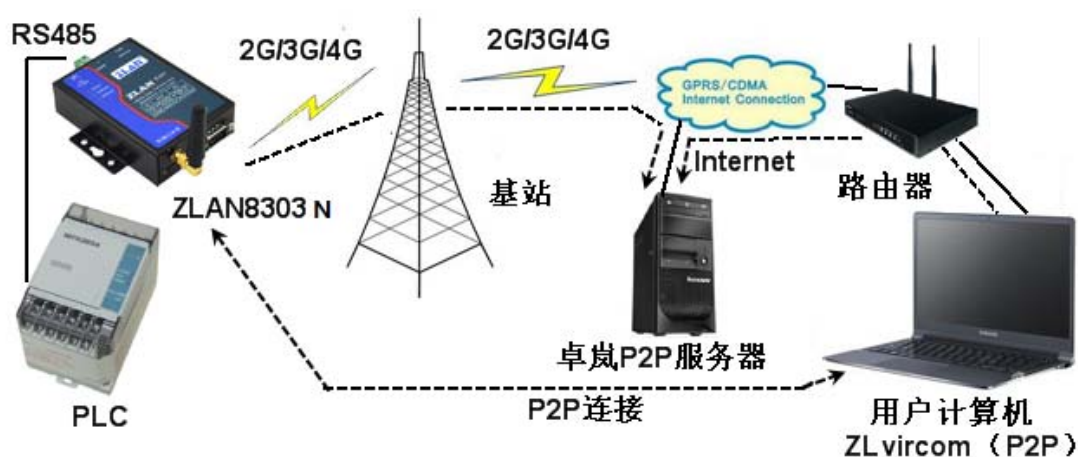 RS485
2G/3G/4G
2G/3G/4G
GPRS/CDMA
Internet Connection
ZLAN
ZLAN
Internet
基站
路由器
ZLAN8303 N
卓岚P2P服务器
P2P连接
PLC
用户计算机
ZLvircom（P2P）